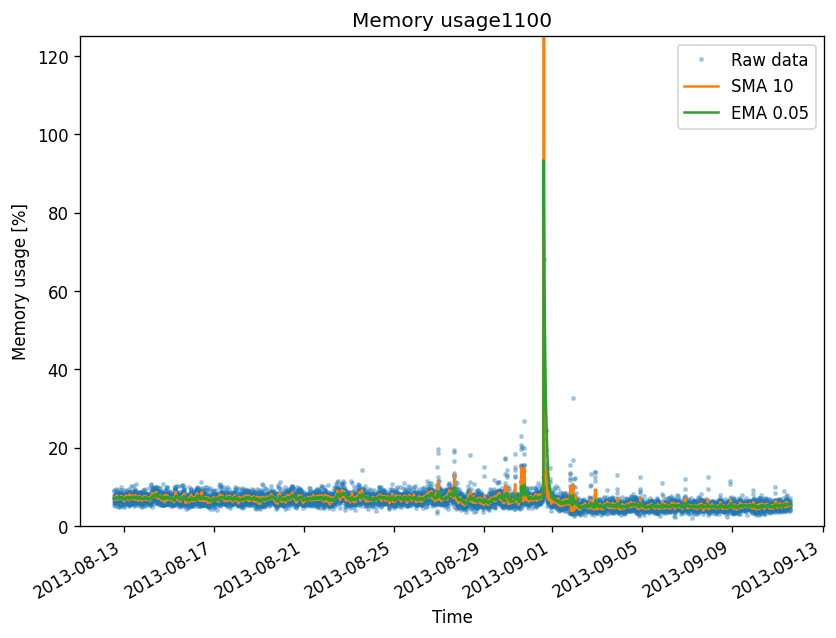 Memory usage1100
Raw data
SMA 10
EMA 0.05
120
100
80
60
40
20
0
Memory usage [%]
2013-08-13
2013-08-17
2013-08-21
2013-08-25
2013-08-29
2013-09-01
2013-09-05
2013-09-09
2013-09-13
Time